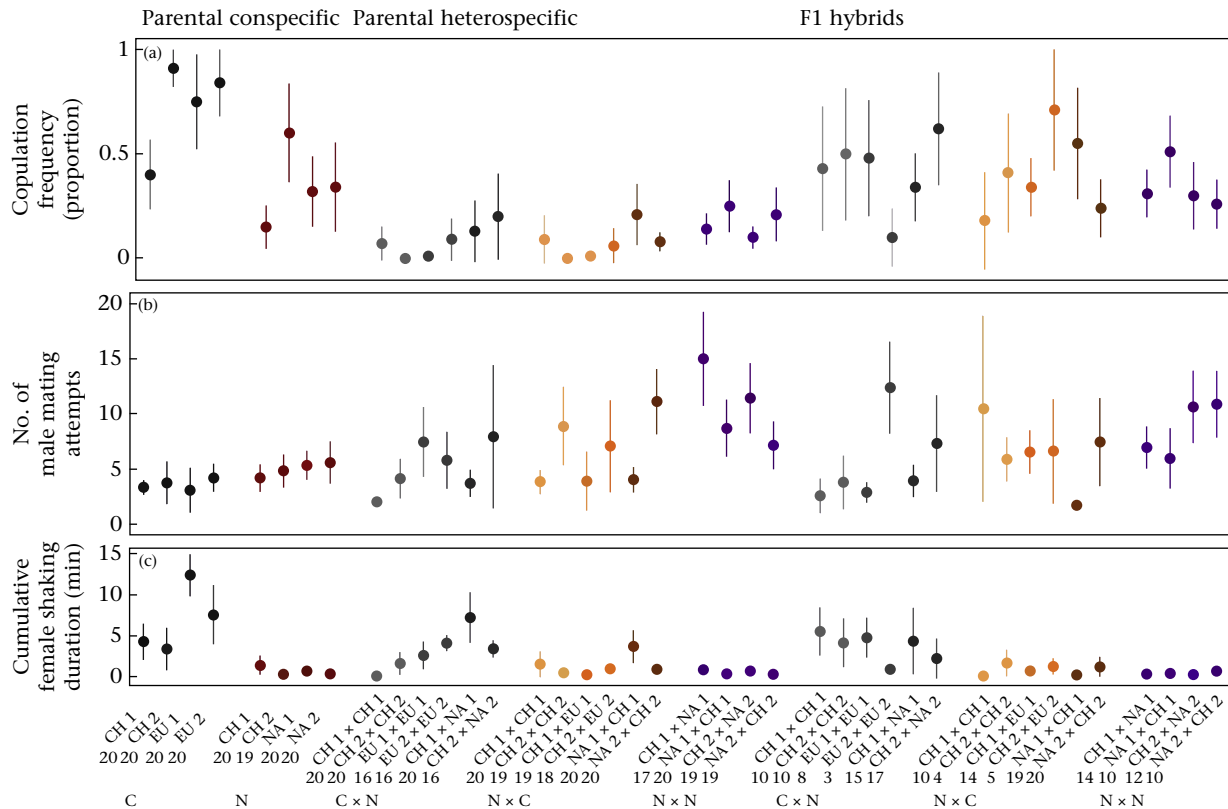 Parental conspecific Parental heterospecific F1 hybrids
(a)
Copulation
frequency
(proportion)
1
0.5
0
(b)
No. of
male mating
attempts
20
15
10
5
0
(c)
Cumulative
female shaking
duration (min)
15
10
5
0
CH 1 CH 2 EU 1 EU 2 CH 1 CH 2 NA 1 NA 2 CH 1 × CH 1 CH 2 × CH 2 EU 1 × EU 1 EU 2 × EU 2 CH 1 × NA 1 CH 2 × NA 2 CH 1 × CH 1 CH 2 × CH 2 CH 1 × EU 1 CH 2 × EU 2 NA 1 × CH 1 NA 2 × CH 2 CH 1 × NA 1 NA 1 × CH 1 CH 2 × NA 2 NA 2 × CH 2 CH 1 × CH 1 CH 2 × CH 2 EU 1 × EU 1 EU 2 × EU 2 CH 1 × NA 1 CH 2 × NA 2 CH 1 × CH 1 CH 2 × CH 2 CH 1 × EU 1 CH 2 × EU 2 NA 1 × CH 1 NA 2 × CH 2 CH 1 × NA 1 NA 1 × CH 1 CH 2 × NA 2 NA 2 × CH 2
20 20 20 20 19 20 20 20 20 20 19 20 19 20 10 10 15 17 10 4 19 20 12 10
16 16 20 16 19 18 20 20 17 20 19 19 8 3 14 5 14 10
C N C × N N × C N × N C × N N × C N × N